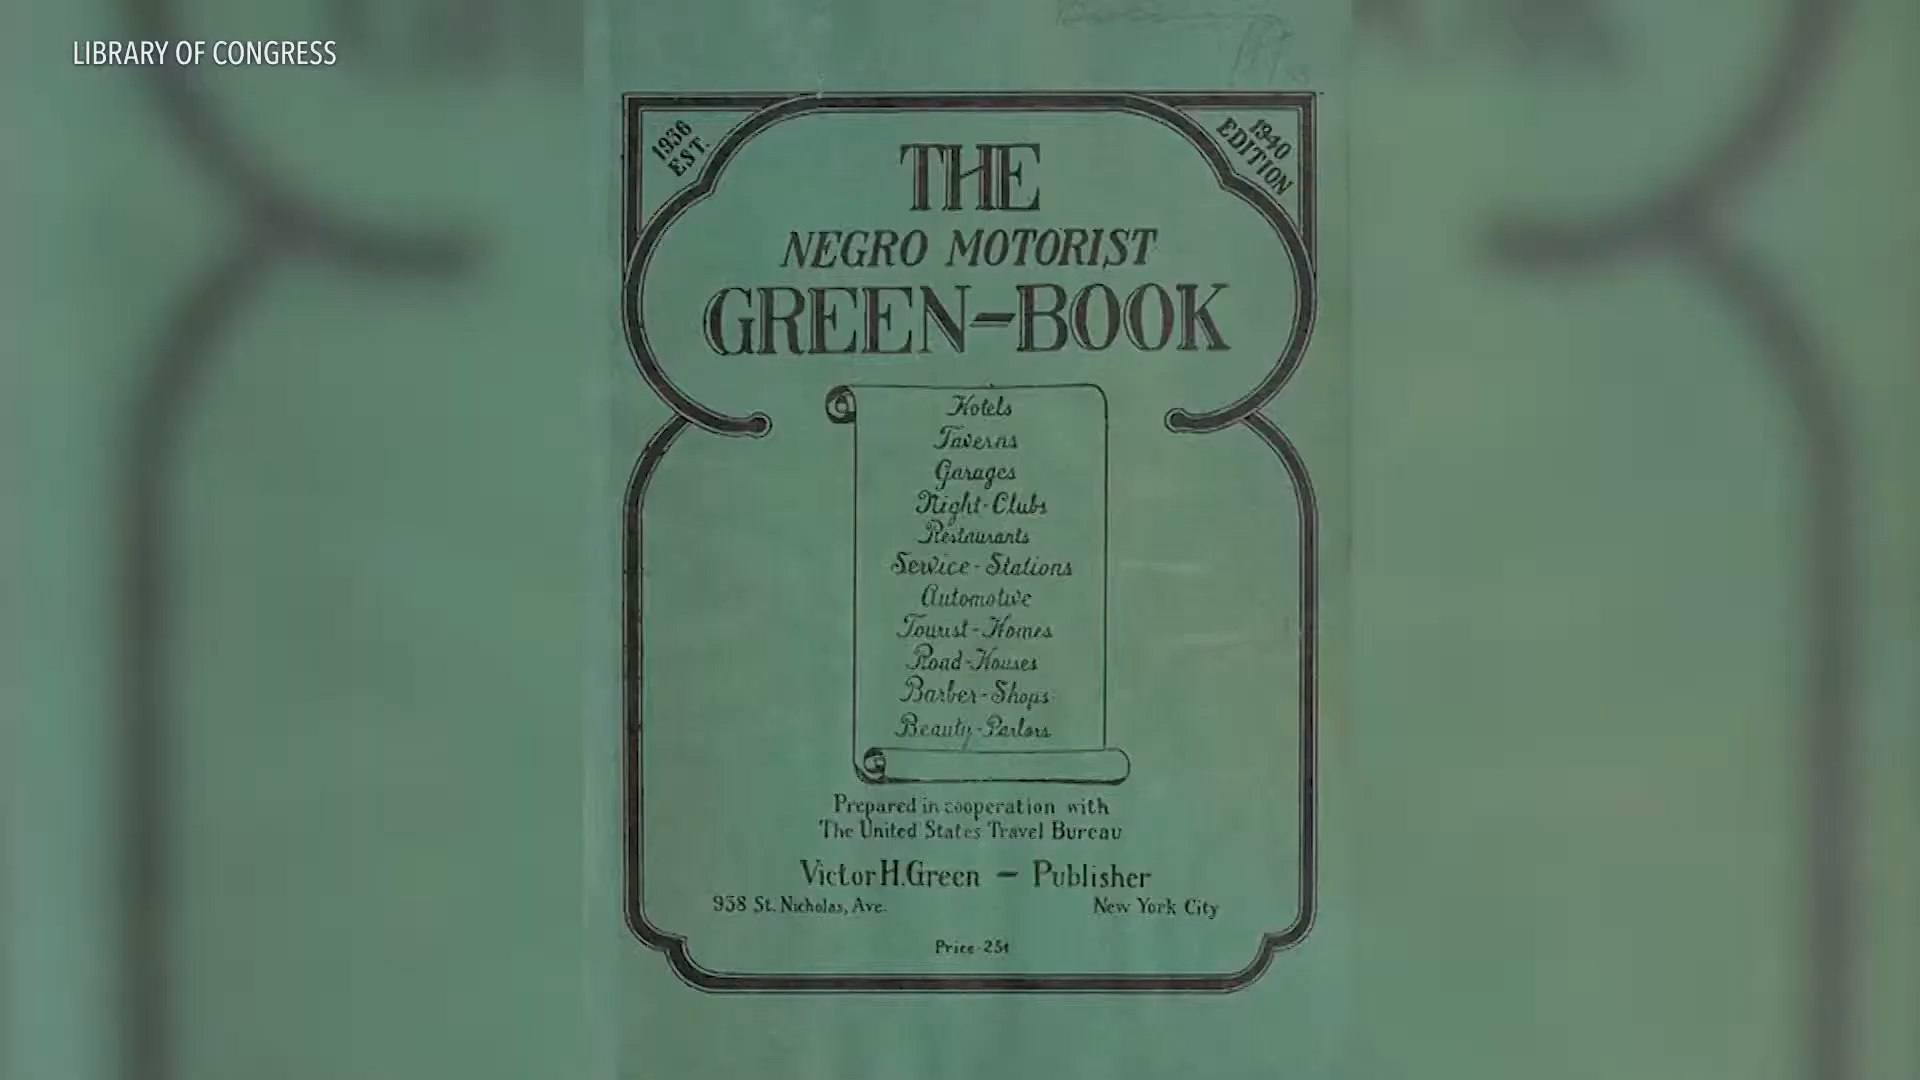 LIBRARY OF CONGRESS
1936
EST.
1940
EDITION
THE
NEGRO MOTORIST
GREEN-BOOK
Hotels
Taverns
Garages
Night-Clubs
Restaurants
Service-Stations
Automotive
Tourist-Homes
Road-Houses
Barber-Shops
Beauty-Parlors
Prepared in cooperation with
The United States Travel Bureau
Victor H. Green — Publisher
938 St. Nicholas, Ave. New York City
Price-25¢